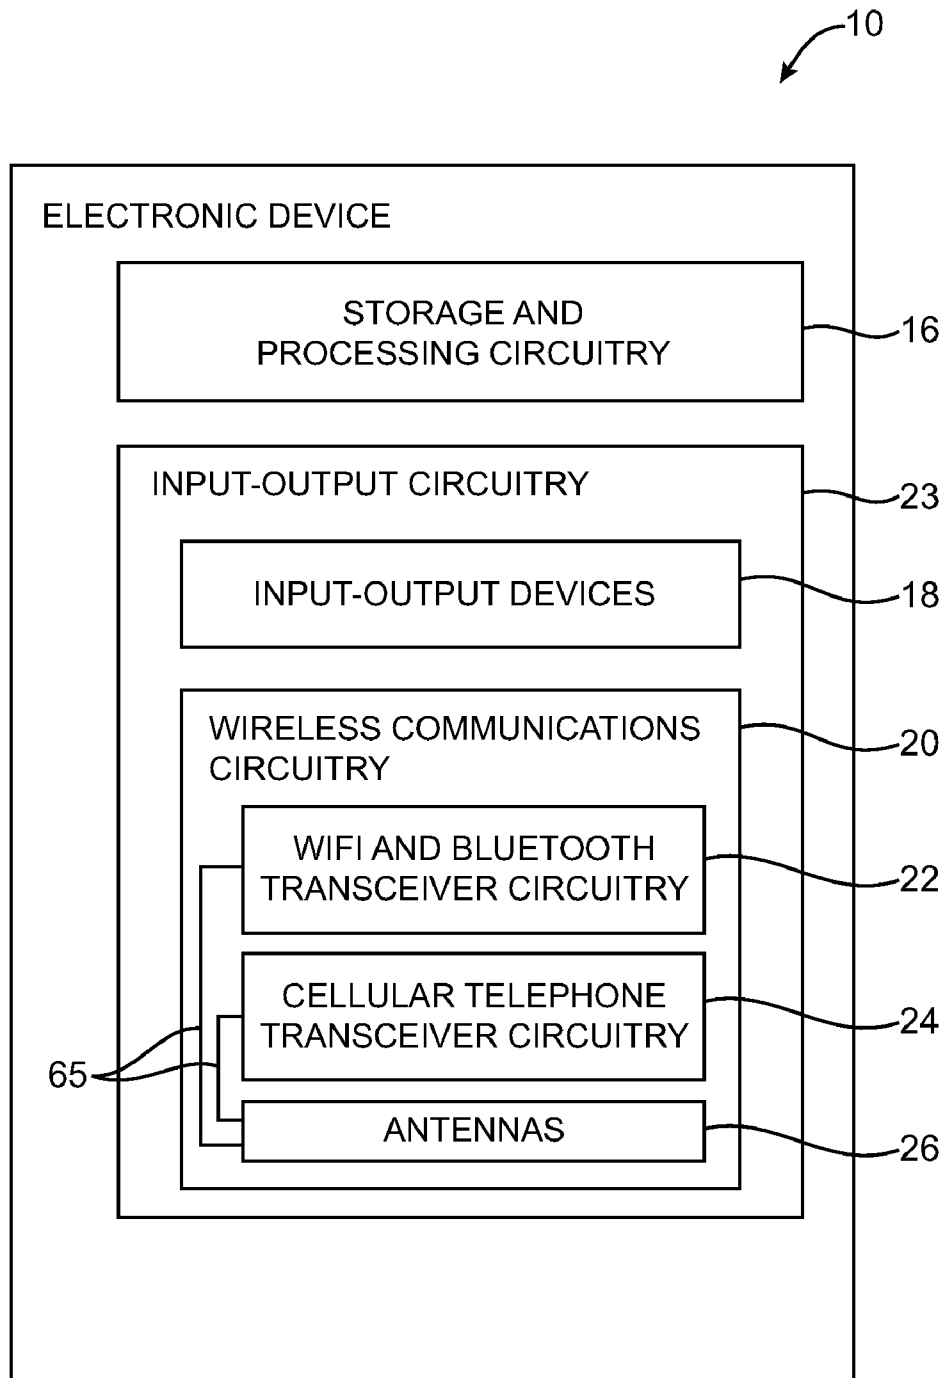 10
ELECTRONIC DEVICE
STORAGE AND
PROCESSING CIRCUITRY
16
INPUT-OUTPUT CIRCUITRY
23
INPUT-OUTPUT DEVICES
18
WIRELESS COMMUNICATIONS
CIRCUITRY
20
WIFI AND BLUETOOTH
TRANSCEIVER CIRCUITRY
22
CELLULAR TELEPHONE
TRANSCEIVER CIRCUITRY
24
65
ANTENNAS
26